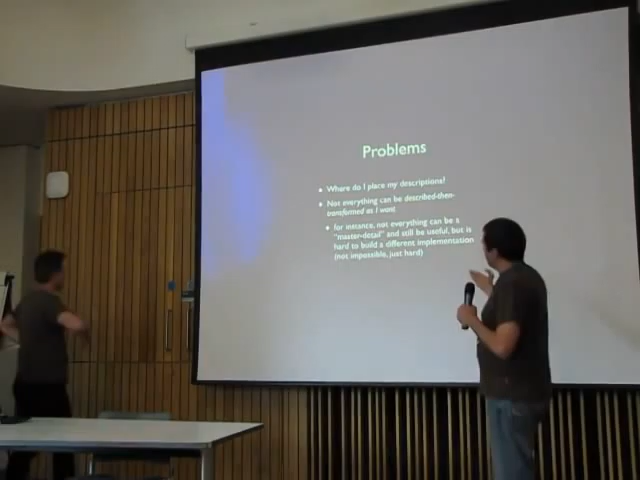 Problems
Where do I place my descriptions?
Not everything can be described-then-
transformed as I want
for instance, not everything can be a
"master-detail" and still be useful, but is
hard to build a different implementation
(not impossible, just hard)